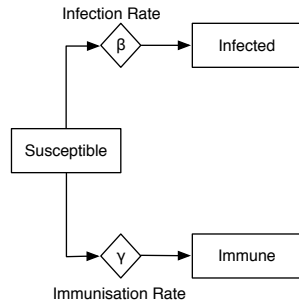 Infection Rate
β
Infected
Susceptible
γ
Immune
Immunisation Rate